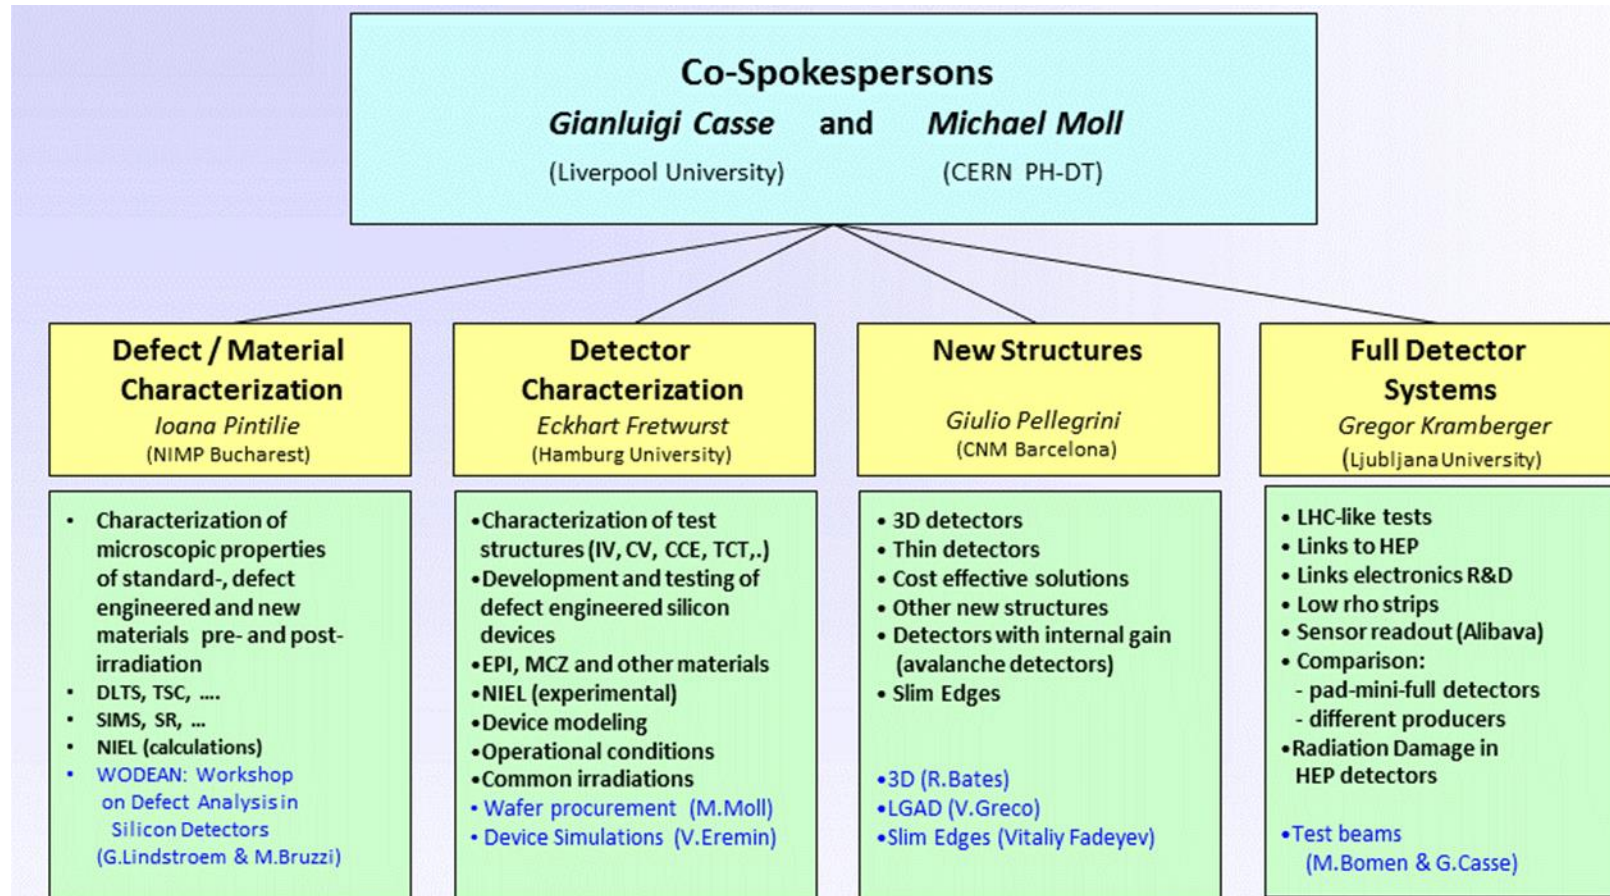 Co-Spokespersons
Gianluigi Casse and Michael Moll
(Liverpool University) (CERN PH-DT)
Defect / Material
Characterization
Ioana Pintilie
(NIMP Bucharest)
• Characterization of
microscopic properties
of standard-, defect
engineered and new
materials pre- and post-
irradiation
• DLTS, TSC, ....
• SIMS, SR, ...
• NIEL (calculations)
• WODEAN: Workshop
on Defect Analysis in
Silicon Detectors
(G.Lindstroem & M.Bruzzi)
Detector
Characterization
Eckhart Fretwurst
(Hamburg University)
•Characterization of test
structures (IV, CV, CCE, TCT,.)
•Development and testing of
defect engineered silicon
devices
•EPI, MCZ and other materials
•NIEL (experimental)
•Device modeling
•Operational conditions
•Common irradiations
• Wafer procurement (M.Moll)
• Device Simulations (V.Eremin)
New Structures
Giulio Pellegrini
(CNM Barcelona)
• 3D detectors
• Thin detectors
• Cost effective solutions
• Other new structures
• Detectors with internal gain
(avalanche detectors)
• Slim Edges
•3D (R.Bates)
•LGAD (V.Greco)
•Slim Edges (Vitaliy Fadeyev)
Full Detector
Systems
Gregor Kramberger
(Ljubljana University)
• LHC-like tests
• Links to HEP
• Links electronics R&D
• Low rho strips
• Sensor readout (Alibava)
• Comparison:
- pad-mini-full detectors
- different producers
•Radiation Damage in
HEP detectors
•Test beams
(M.Bomen & G.Casse)